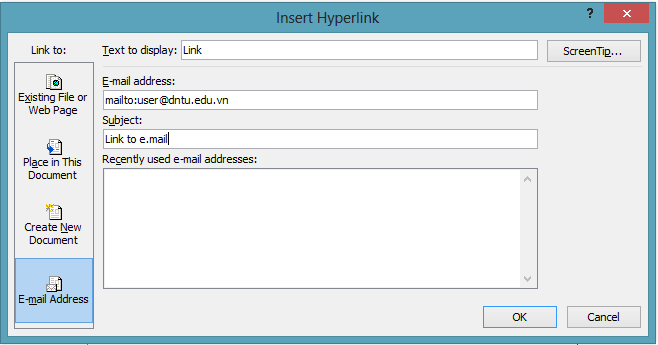 Insert Hyperlink
?
Link to:
Text to display: Link
ScreenTip...
Existing File or
Web Page
Place in This
Document
Create New
Document
E-mail Address
E-mail address:
mailto:user@dntu.edu.vn
Subject:
Link to e.mail
Recently used e-mail addresses:
OK
Cancel